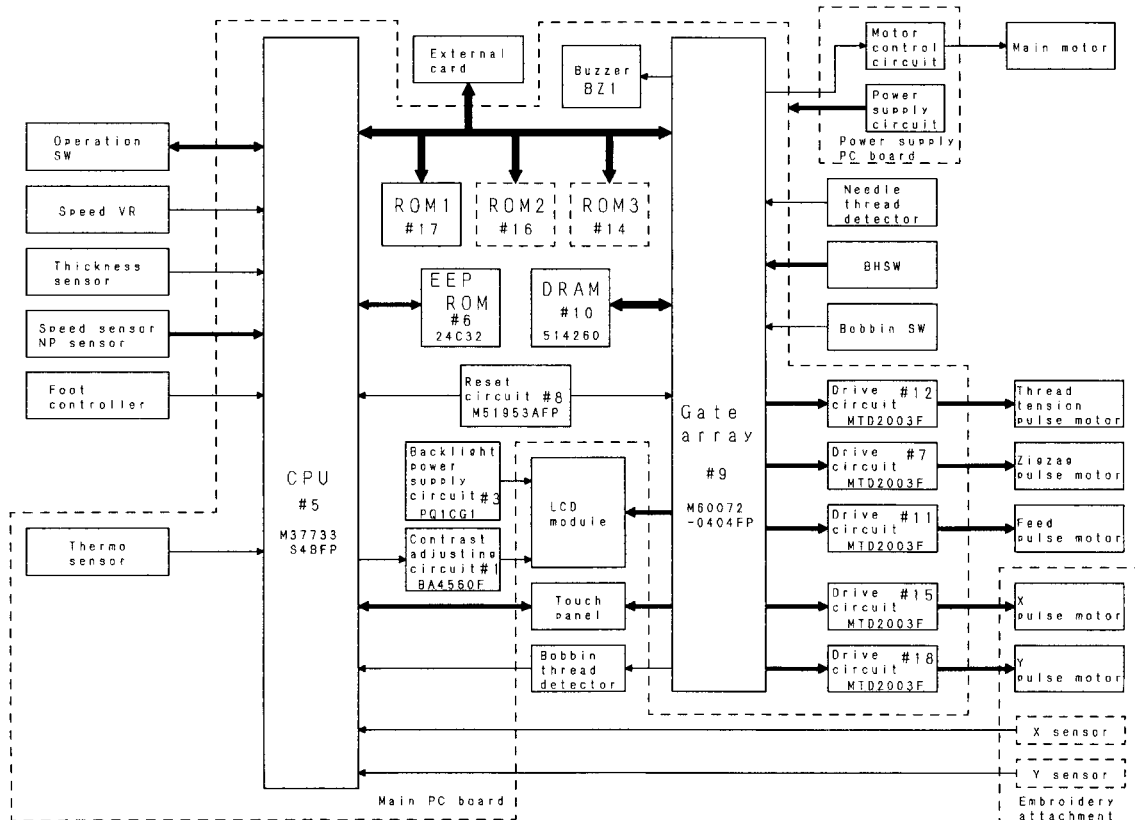 External
card
Buzzer
BZ1
Motor
control
circuit
Main motor
Power
supply
circuit
Power supply
PC board
Operation
SW
Speed VR
Thickness
sensor
Speed sensor
NP sensor
Foot
controller
Thermo
sensor
CPU
#5
M37733
S4BFP
ROM1
#17
ROM2
#16
ROM3
#14
EEP
ROM
#6
24C32
DRAM
#10
514260
Reset
circuit #8
M51953AFP
Backlight
power
supply
circuit #3
PQ1CG1
Contrast
adjusting
circuit #1
BA4560F
LCD
module
Touch
panel
Bobbin
thread
detector
Gate
array
#9
M60072
-0404FP
Needle
thread
detector
BHSW
Bobbin SW
Drive #12
circuit
MTD2003F
Thread
tension
pulse motor
Drive #7
circuit
MTD2003F
Zigzag
pulse motor
Drive #11
circuit
MTD2003F
Feed
pulse motor
Drive #15
circuit
MTD2003F
X
pulse motor
Drive #18
circuit
MTD2003F
Y
pulse motor
X sensor
Y sensor
Main PC board
Embroidery
attachment